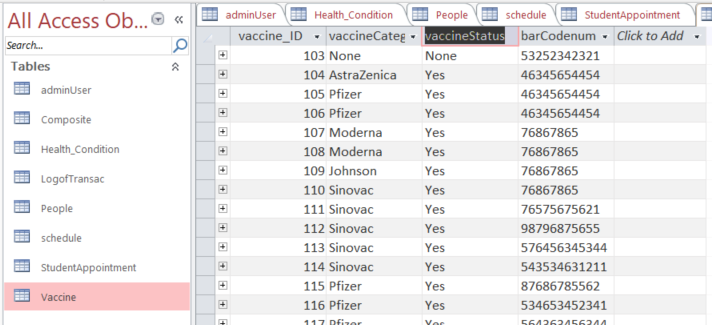 All Access Ob...
Search...
Tables
adminUser
Composite
Health_Condition
LogofTransac
People
schedule
StudentAppointment
Vaccine
adminUser Health_Condition People schedule StudentAppointment
vaccine_ID vaccineCateg vaccineStatus barCodenum Click to Add
103 None None 53252342321
104 AstraZenica Yes 46345654454
105 Pfizer Yes 46345654454
106 Pfizer Yes 46345654454
107 Moderna Yes 76867865
108 Moderna Yes 76867865
109 Johnson Yes 76867865
110 Sinovac Yes 76867865
111 Sinovac Yes 76575675621
112 Sinovac Yes 98796875655
113 Sinovac Yes 576456345344
114 Sinovac Yes 543534631211
115 Pfizer Yes 87686785562
116 Pfizer Yes 534653452341
117 Pfizer Yes 564363456344